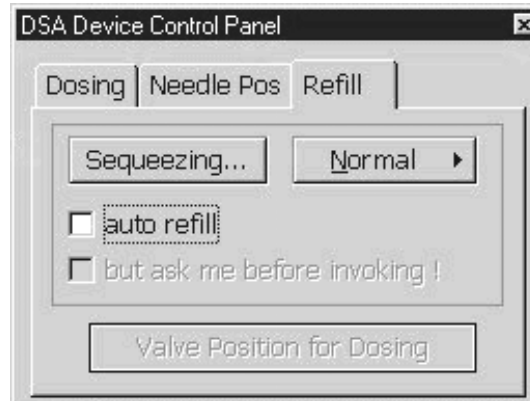 DSA Device Control Panel
Dosing Needle Pos Refill
Sequeezing... Normal
auto refill
but ask me before invoking !
Valve Position for Dosing